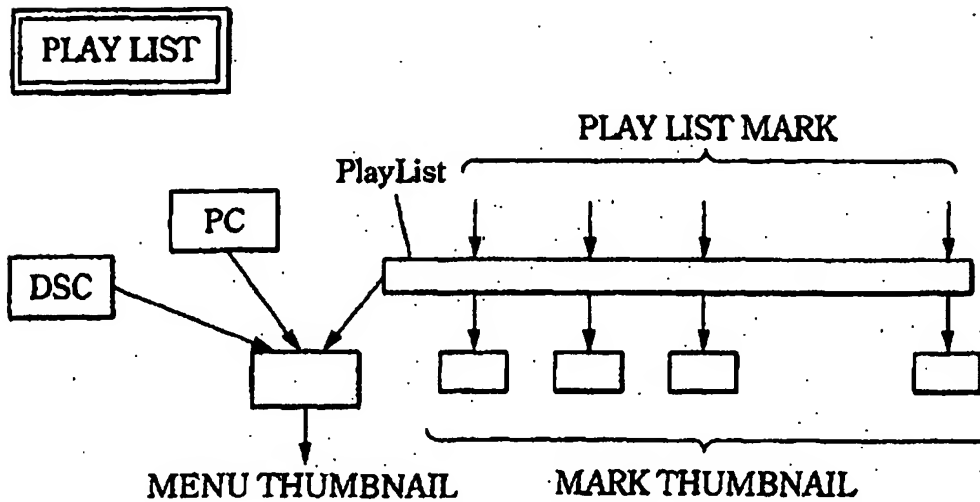 PLAY LIST
PLAY LIST MARK
PlayList
PC
DSC
MENU THUMBNAIL
MARK THUMBNAIL